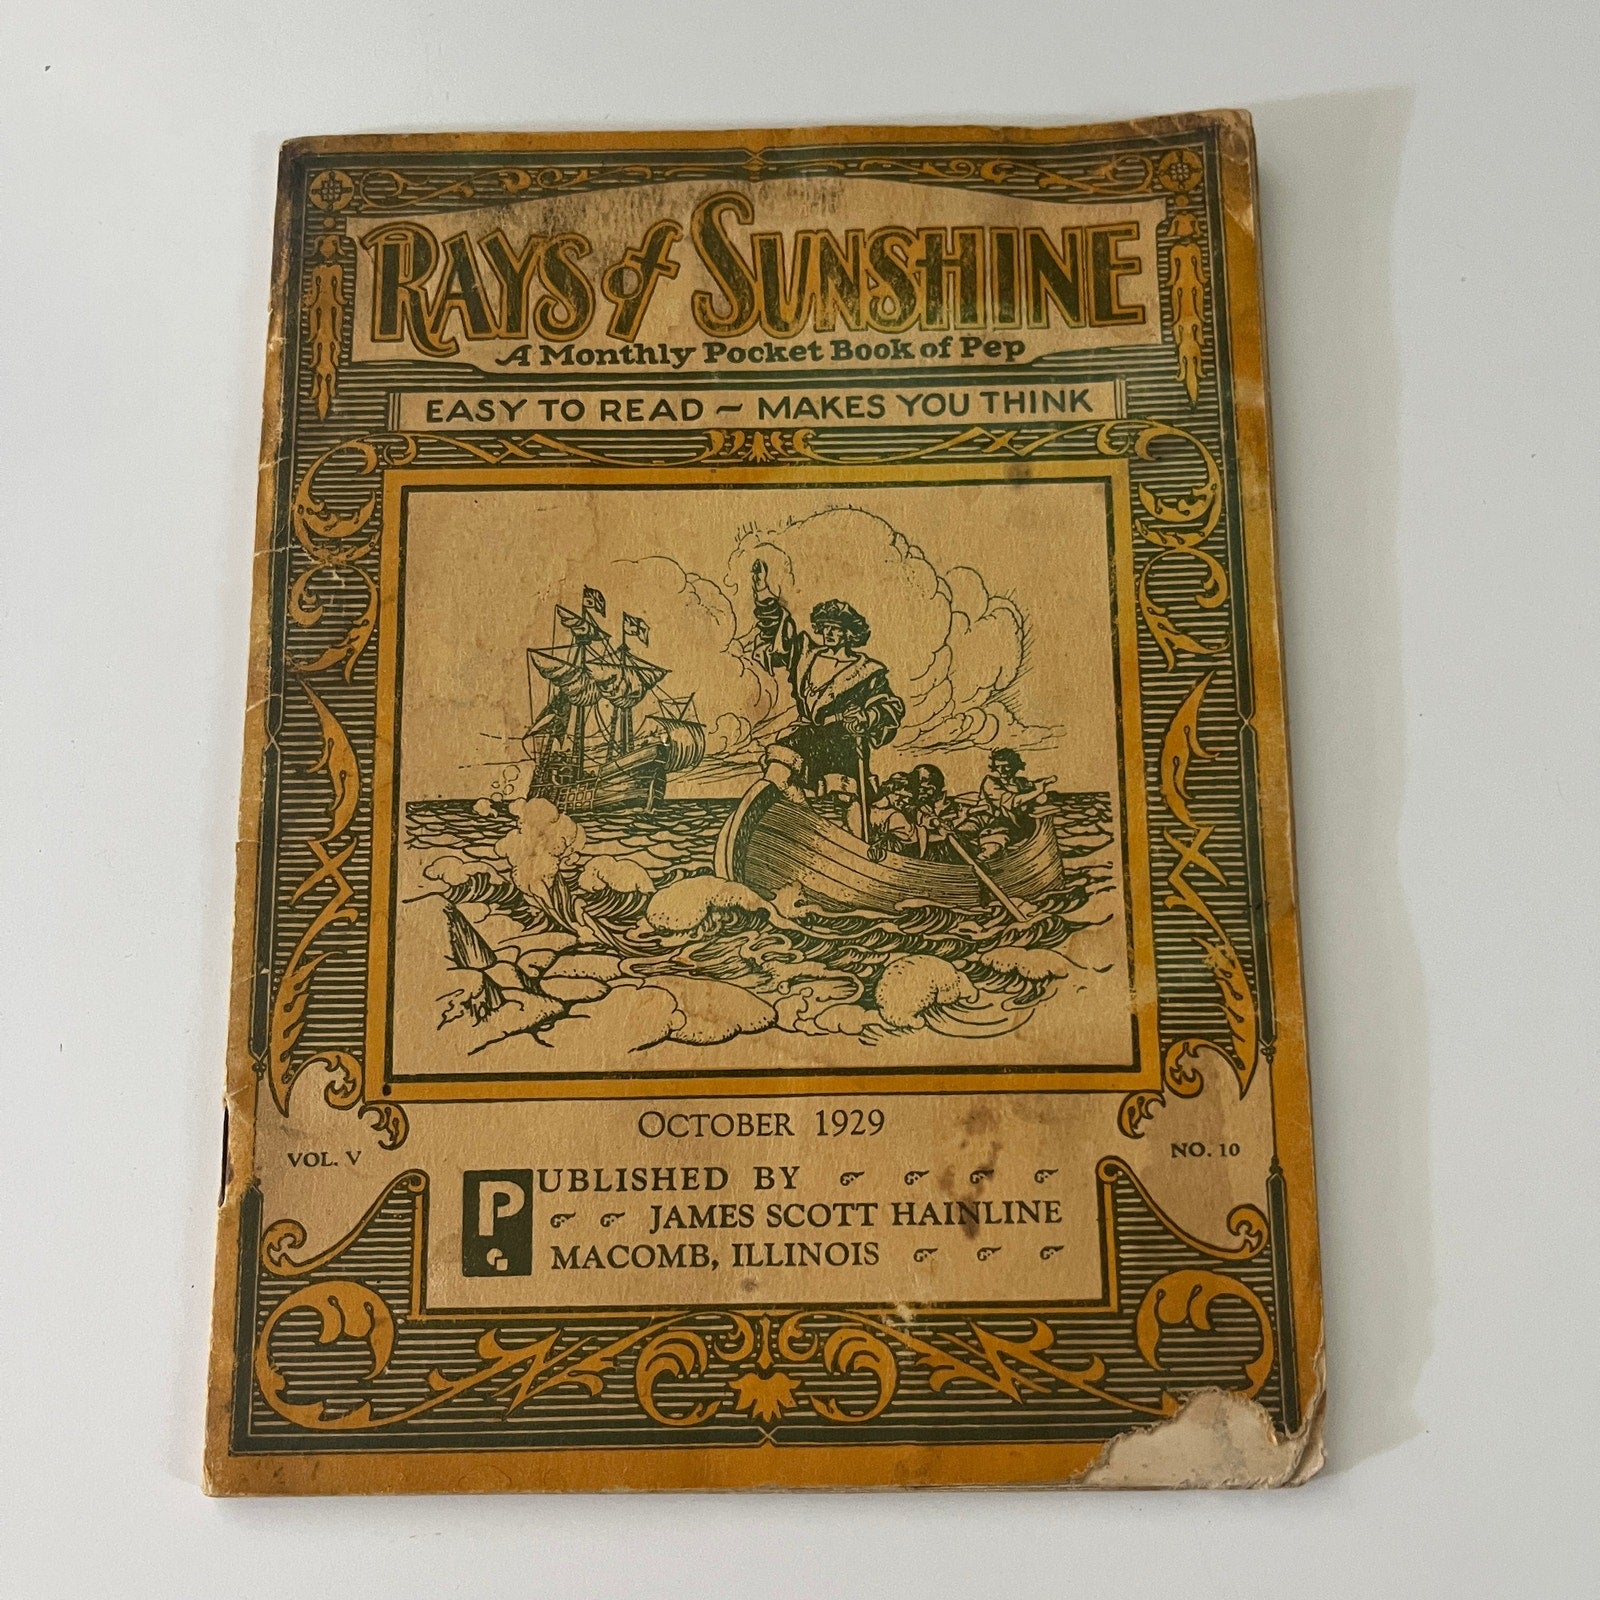 RAYS of SUNSHINE
A Monthly Pocket Book of Pep
EASY TO READ ~ MAKES YOU THINK
OCTOBER 1929
VOL. V
NO. 10
PUBLISHED BY
JAMES SCOTT HAINLINE
MACOMB, ILLINOIS